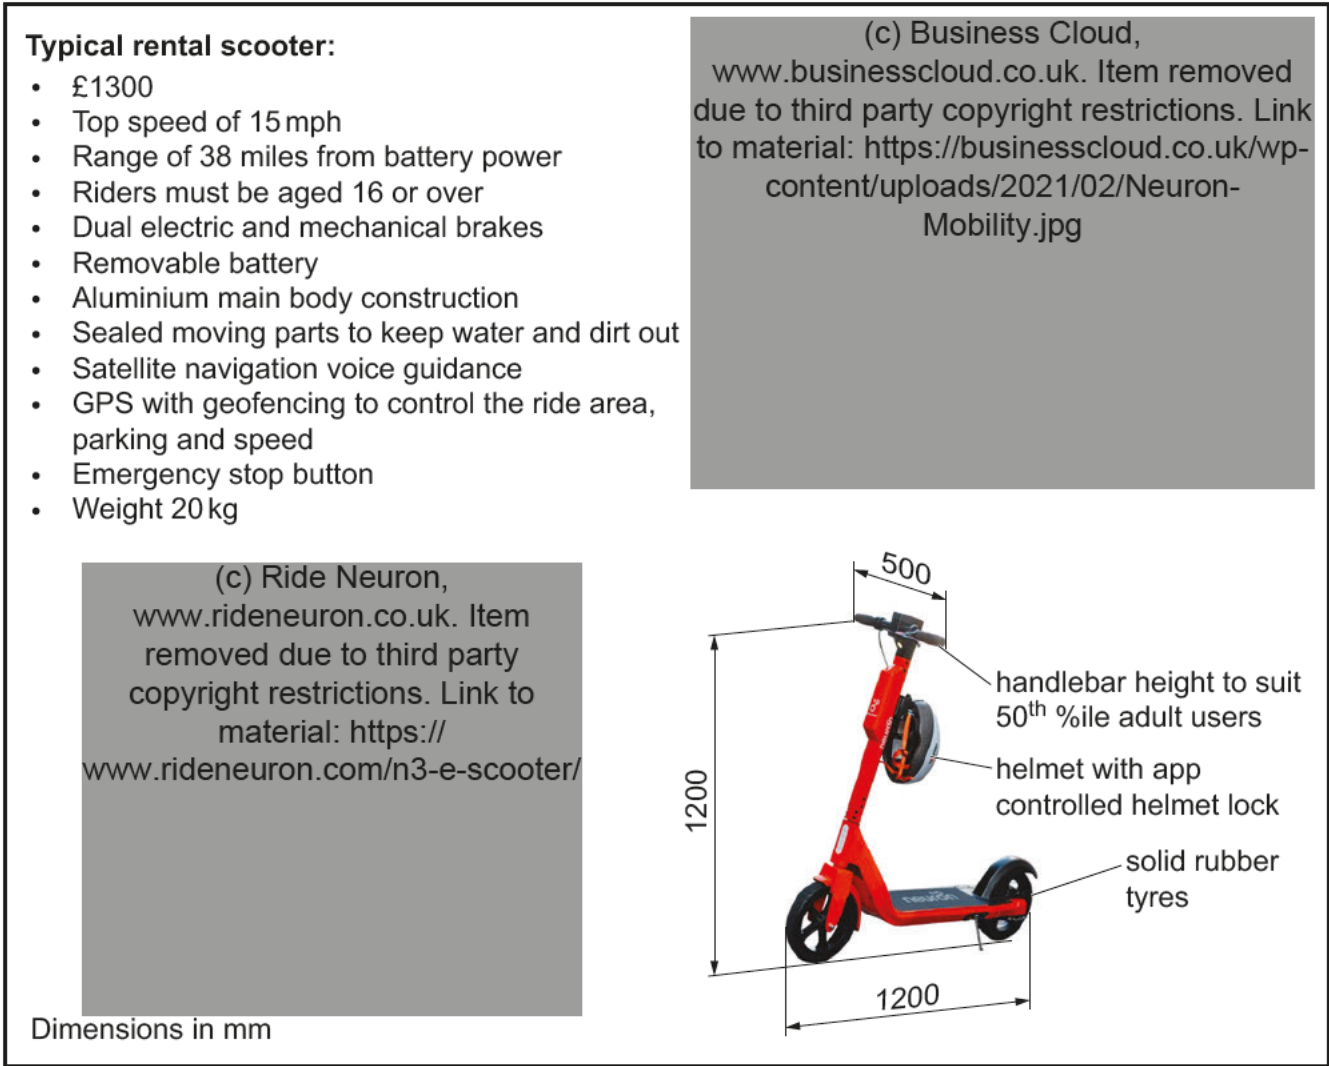 Typical rental scooter:
• £1300
• Top speed of 15 mph
• Range of 38 miles from battery power
• Riders must be aged 16 or over
• Dual electric and mechanical brakes
• Removable battery
• Aluminium main body construction
• Sealed moving parts to keep water and dirt out
• Satellite navigation voice guidance
• GPS with geofencing to control the ride area,
parking and speed
• Emergency stop button
• Weight 20 kg
(c) Business Cloud,
www.businesscloud.co.uk. Item removed
due to third party copyright restrictions. Link
to material: https://businesscloud.co.uk/wp-
content/uploads/2021/02/Neuron-
Mobility.jpg
(c) Ride Neuron,
www.rideneuron.co.uk. Item
removed due to third party
copyright restrictions. Link to
material: https://
www.rideneuron.com/n3-e-scooter/
500
handlebar height to suit
50th %ile adult users
helmet with app
controlled helmet lock
1200
solid rubber
tyres
neuron
1200
Dimensions in mm